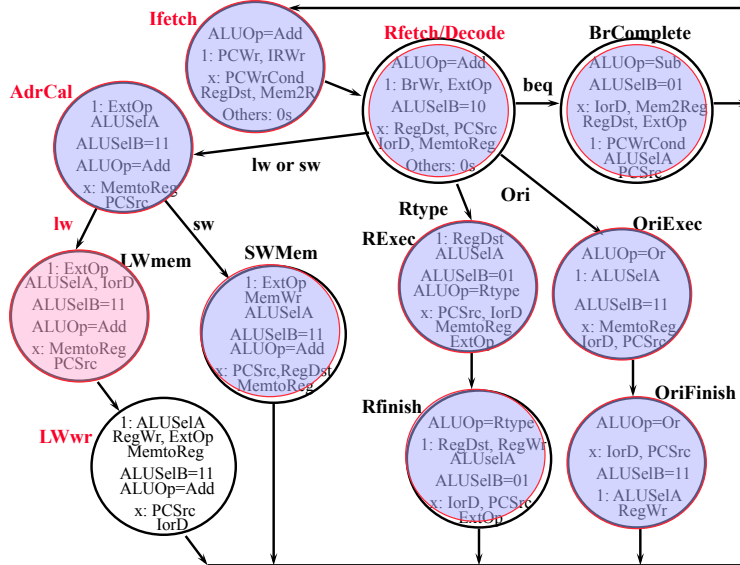 Ifetch
ALUOp=Add
1: PCWr, IRWr
x: PCWrCond
RegDst, Mem2R
Others: 0s
Rfetch/Decode
ALUOp=Add
1: BrWr, ExtOp
ALUSelB=10
x: RegDst, PCSrc
IorD, MemtoReg
Others: 0s
beq
BrComplete
ALUOp=Sub
ALUSelB=01
x: IorD, Mem2Reg
RegDst, ExtOp
1: PCWrCond
ALUSelA
PCSrc
AdrCal
1: ExtOp
ALUSelA
ALUSelB=11
ALUOp=Add
x: MemtoReg
PCSrc
lw or sw
Rtype
Ori
lw
sw
LWmem
1: ExtOp
ALUSelA, IorD
ALUSelB=11
ALUOp=Add
x: MemtoReg
PCSrc
SWMem
1: ExtOp
MemWr
ALUSelA
ALUSelB=11
ALUOp=Add
x: PCSrc,RegDst
MemtoReg
RExec
1: RegDst
ALUSelA
ALUSelB=01
ALUOp=Rtype
x: PCSrc, IorD
MemtoReg
ExtOp
OriExec
ALUOp=Or
1: ALUSelA
ALUSelB=11
x: MemtoReg
IorD, PCSrc
LWwr
1: ALUSelA
RegWr, ExtOp
MemtoReg
ALUSelB=11
ALUOp=Add
x: PCSrc
IorD
Rfinish
ALUOp=Rtype
1: RegDst, RegWr
ALUselA
ALUSelB=01
x: IorD, PCSrc
ExtOp
OriFinish
ALUOp=Or
x: IorD, PCSrc
ALUSelB=11
1: ALUSelA
RegWr